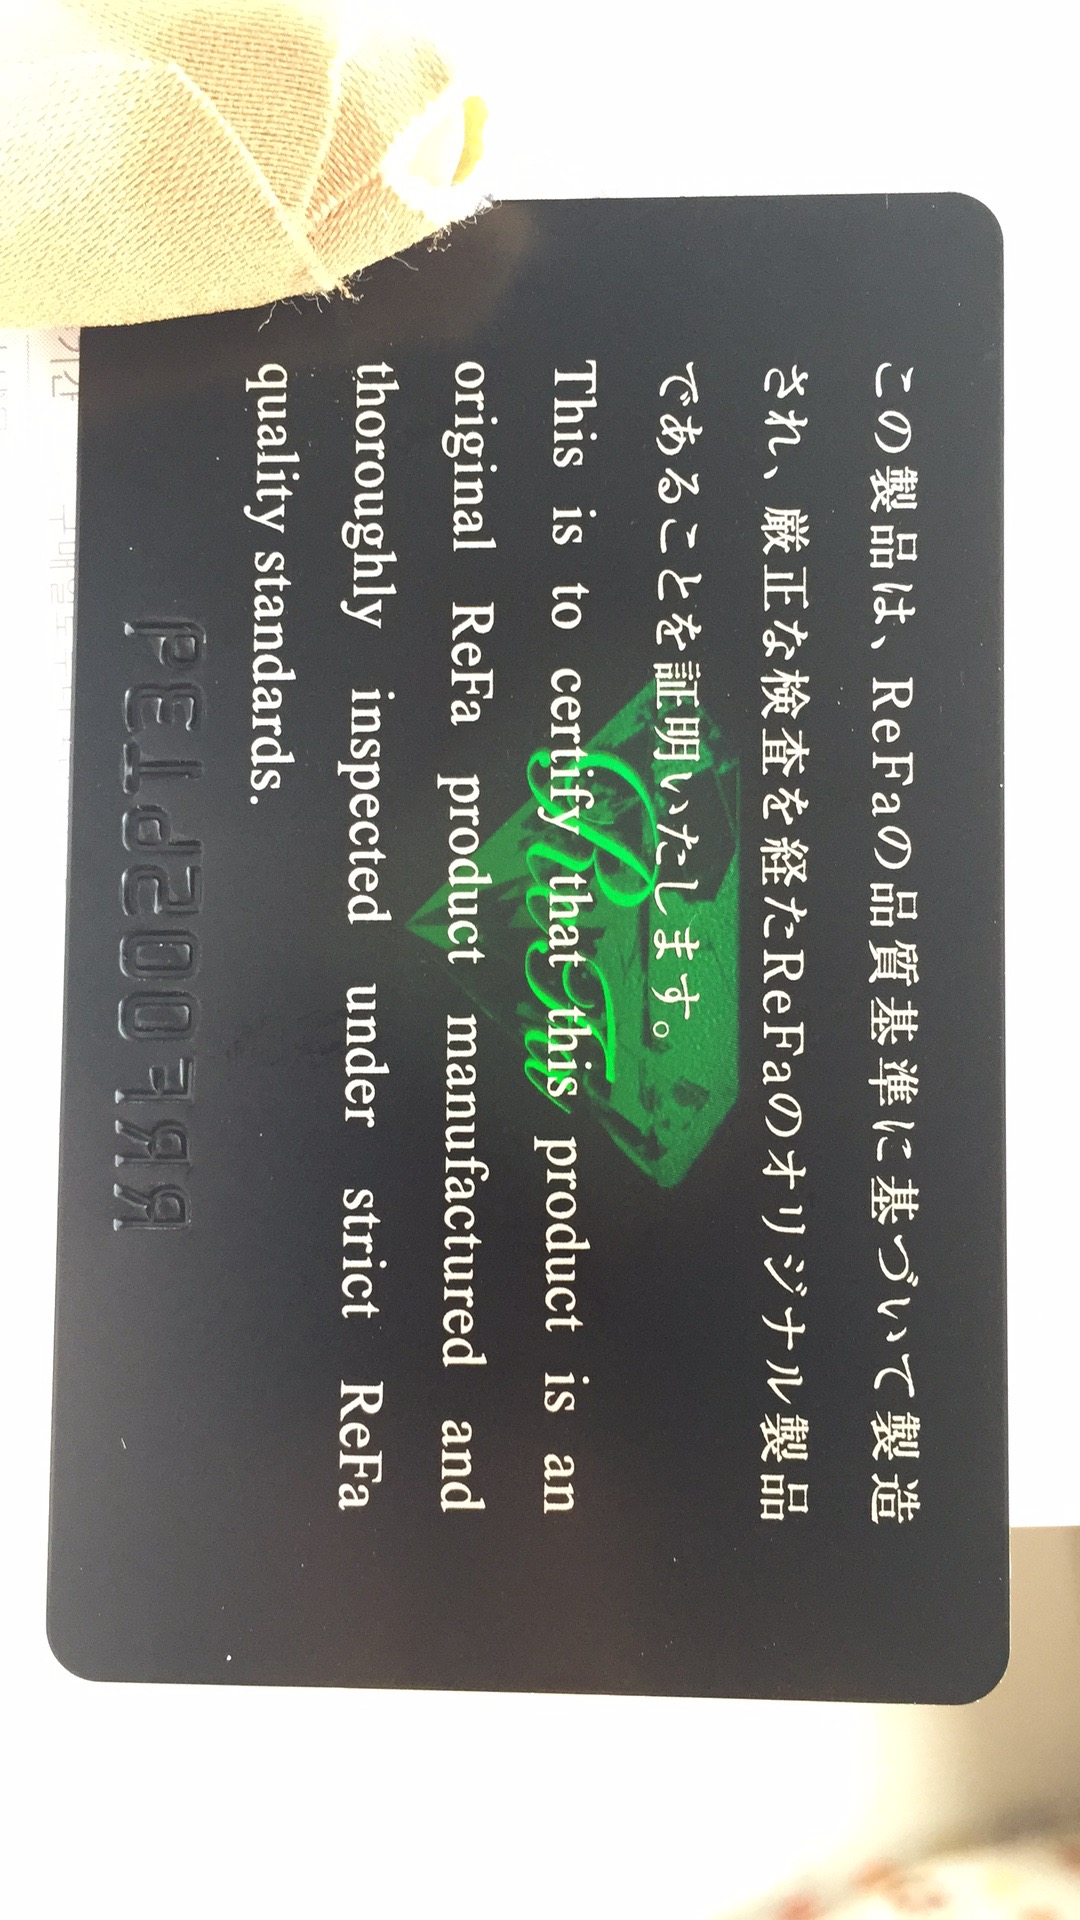 この製品は、ReFaの品質基準に基づいて製造
され、厳正な検査を経たReFaのオリジナル製品
であることを証明いたします。
ReFa
This is to certify that this product is an
original ReFa product manufactured and
thoroughly inspected under strict ReFa
quality standards.